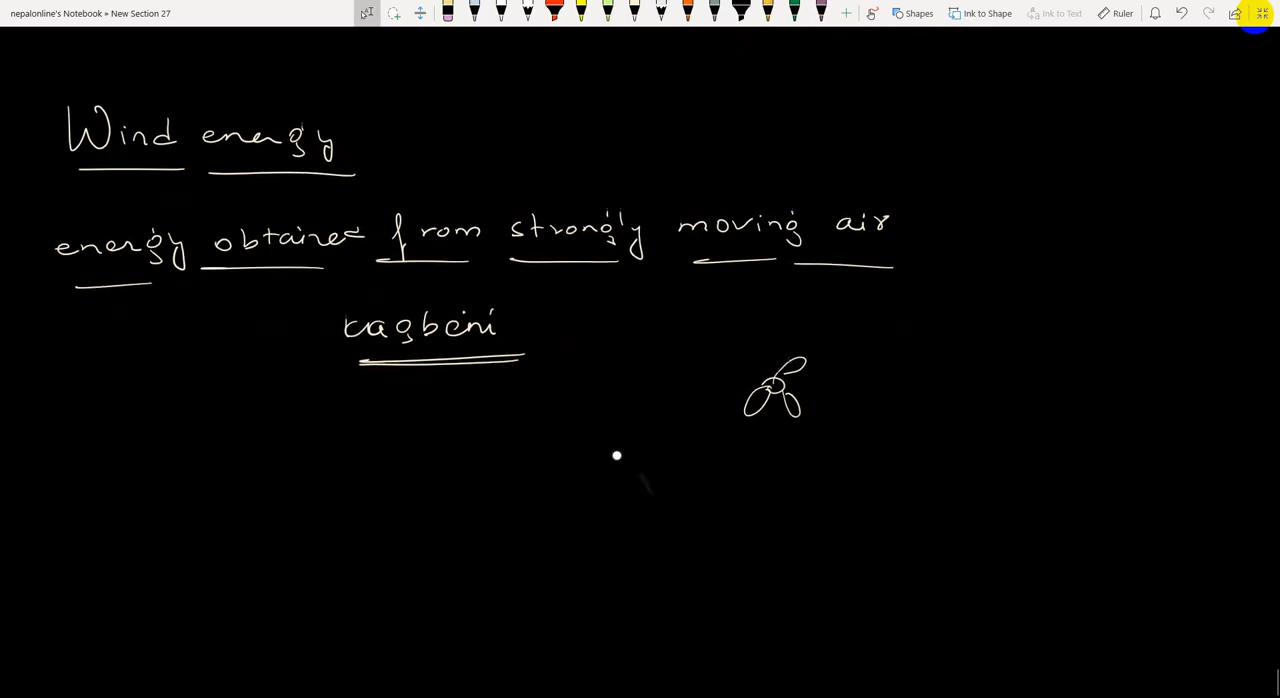 nepalonline's Notebook » New Section 27
Shapes Ink to Shape Ink to Text Ruler
Wind energy
energy obtained from strongly moving air
kagbeni